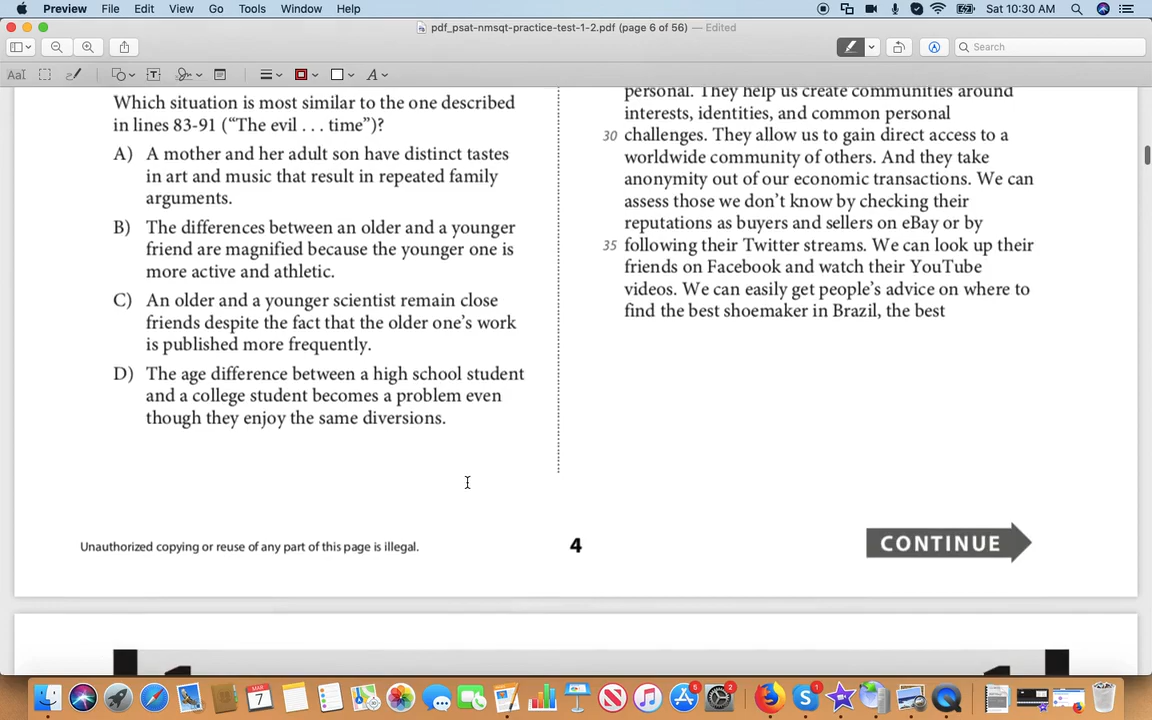 Preview File Edit View Go Tools Window Help Sat 10:30 AM
pdf_psat-nmsqt-practice-test-1-2.pdf (page 6 of 56) — Edited
Search
Which situation is most similar to the one described
in lines 83-91 (“The evil . . . time”)?
A) A mother and her adult son have distinct tastes
in art and music that result in repeated family
arguments.
B) The differences between an older and a younger
friend are magnified because the younger one is
more active and athletic.
C) An older and a younger scientist remain close
friends despite the fact that the older one’s work
is published more frequently.
D) The age difference between a high school student
and a college student becomes a problem even
though they enjoy the same diversions.
personal. They help us create communities around
interests, identities, and common personal
30 challenges. They allow us to gain direct access to a
worldwide community of others. And they take
anonymity out of our economic transactions. We can
assess those we don’t know by checking their
reputations as buyers and sellers on eBay or by
35 following their Twitter streams. We can look up their
friends on Facebook and watch their YouTube
videos. We can easily get people’s advice on where to
find the best shoemaker in Brazil, the best
Unauthorized copying or reuse of any part of this page is illegal.
4
CONTINUE